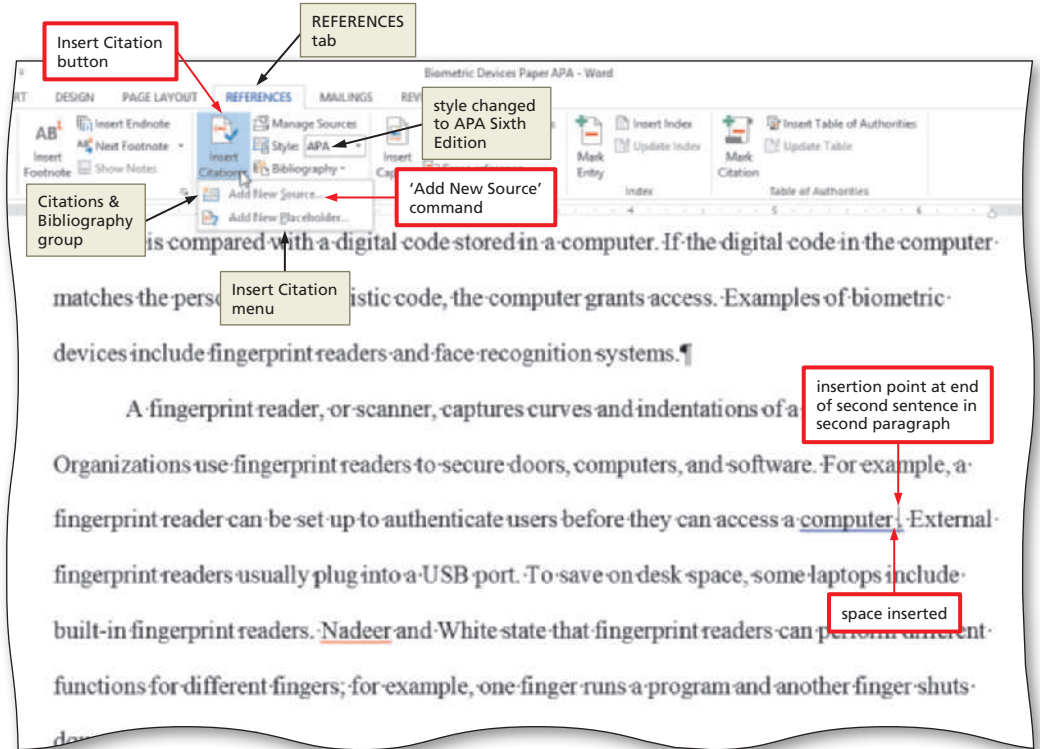 REFERENCES
tab
Insert Citation
button
Biometric Devices Paper APA - Word
RT DESIGN PAGE LAYOUT REFERENCES MAILINGS REV
style changed
to APA Sixth
Edition
AB¹
Insert
Footnote
Insert Endnote
Next Footnote
Show Notes
Insert
Citation
Manage Sources
Style: APA
Bibliography
Insert
Cap
Mark
Entry
Insert Index
Update Index
Index
Mark
Citation
Insert Table of Authorities
Update Table
Table of Authorities
Add New Source...
Add New Placeholder...
'Add New Source'
command
Citations &
Bibliography
group
4 5 6
Insert Citation
menu
is·compared·with·a·digital·code·stored·in·a·computer.·If·the·digital·code·in·the·computer·
matches·the·pers istic·code,·the·computer·grants·access.·Examples·of·biometric·
devices·include·fingerprint·readers·and·face·recognition·systems.¶
insertion point at end
of second sentence in
second paragraph
A·fingerprint·reader,·or·scanner,·captures·curves·and·indentations·of·a·
Organizations·use·fingerprint·readers·to·secure·doors,·computers,·and·software.·For·example,·a·
fingerprint·reader·can·be·set·up·to·authenticate·users·before·they·can·access·a·computer·.·External·
fingerprint·readers·usually·plug·into·a·USB·port.·To·save·on·desk·space,·some·laptops·include·
space inserted
built-in·fingerprint·readers.·Nadeer·and·White·state·that·fingerprint·readers·can·perform·different·
functions·for·different·fingers;·for·example,·one·finger·runs·a·program·and·another·finger·shuts·